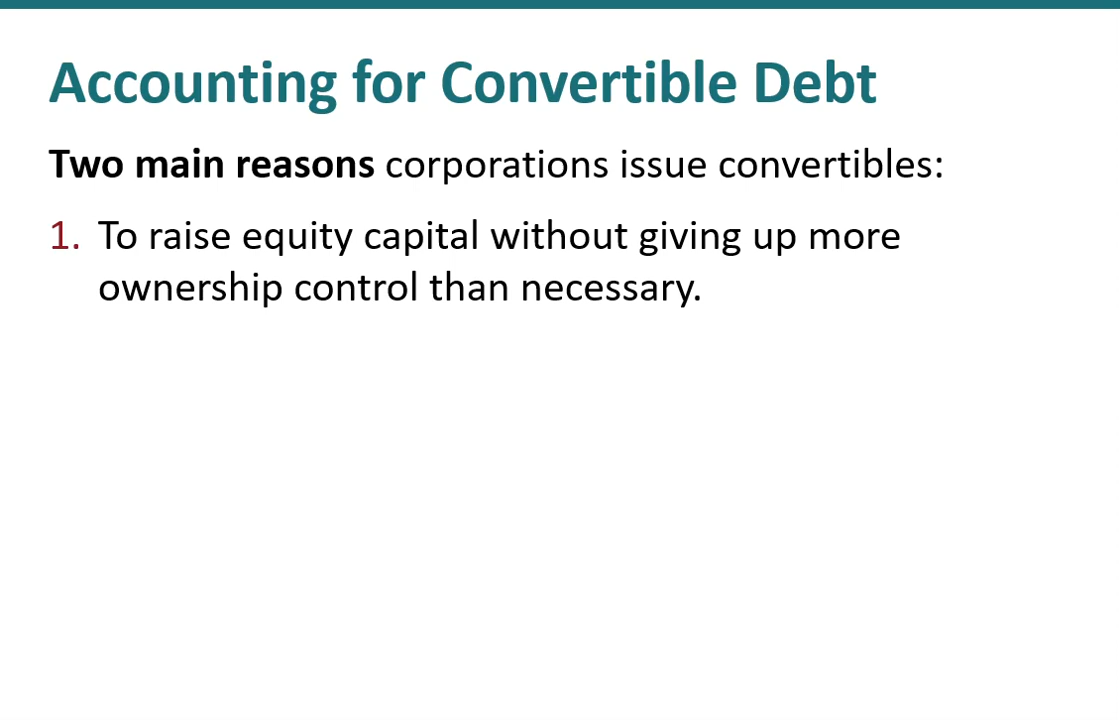 Accounting for Convertible Debt
Two main reasons corporations issue convertibles:
1. To raise equity capital without giving up more
ownership control than necessary.